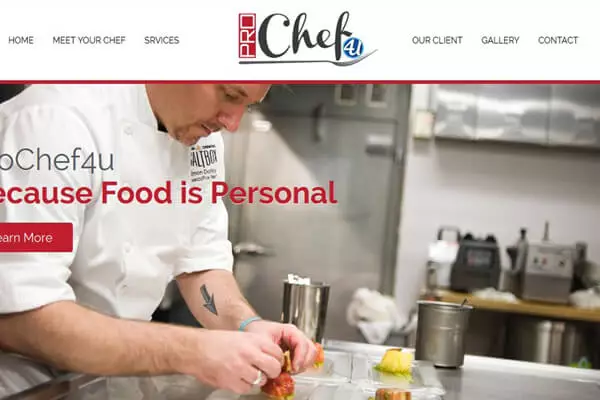 HOME MEET YOUR CHEF SRVICES PRO Chef 4U OUR CLIENT GALLERY CONTACT
oChef4u
ecause Food is Personal
earn More